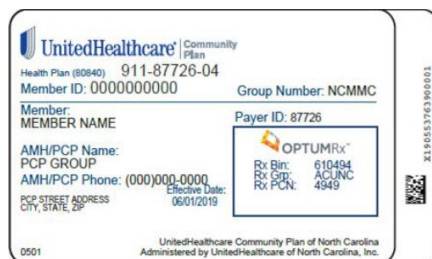 UnitedHealthcare® | Community Plan
Health Plan (80840) 911-87726-04
Member ID: 0000000000 Group Number: NCMMC
Member:
MEMBER NAME
Payer ID: 87726
AMH/PCP Name:
PCP GROUP
AMH/PCP Phone: (000)000-0000
PCP STREET ADDRESS
CITY, STATE, ZIP
Effective Date:
06/01/2019
OPTUMRx™
Rx Bin: 610494
Rx Grp: ACUNC
Rx PCN: 4949
0501
UnitedHealthcare Community Plan of North Carolina
Administered by UnitedHealthcare of North Carolina, Inc.
X190553763900001